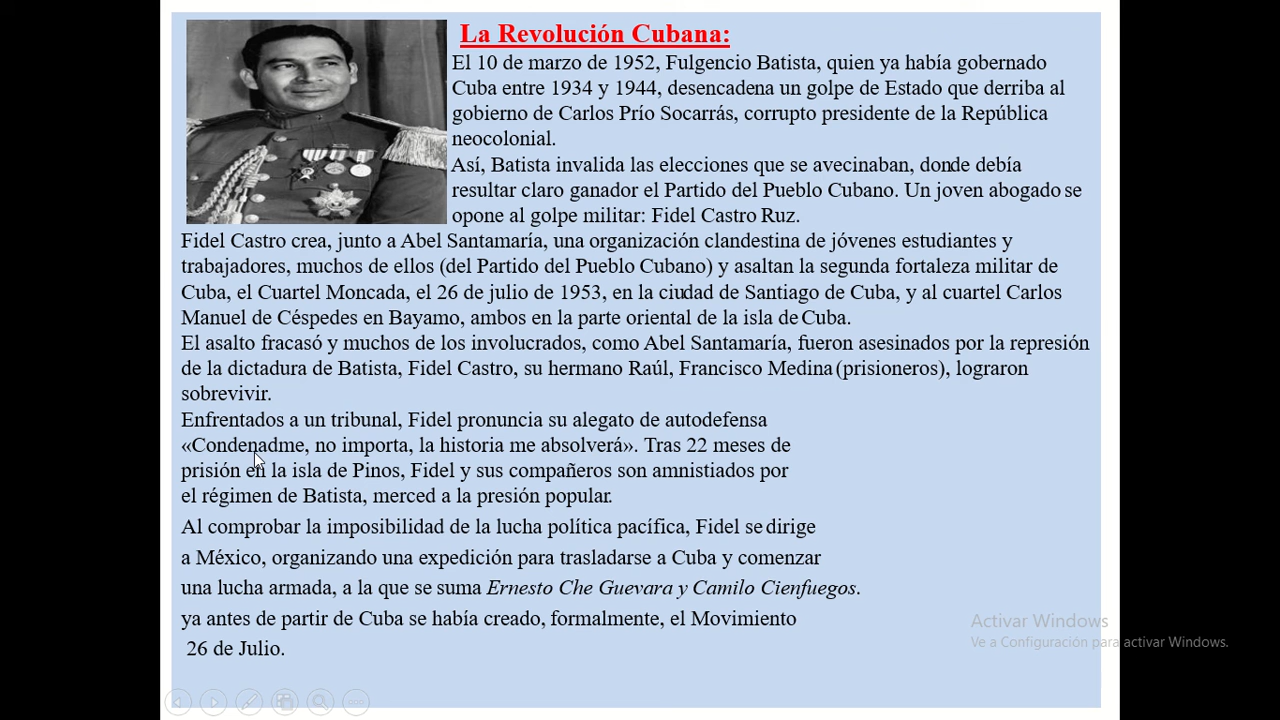 La Revolución Cubana:
El 10 de marzo de 1952, Fulgencio Batista, quien ya había gobernado
Cuba entre 1934 y 1944, desencadena un golpe de Estado que derriba al
gobierno de Carlos Prío Socarrás, corrupto presidente de la República
neocolonial.
Así, Batista invalida las elecciones que se avecinaban, donde debía
resultar claro ganador el Partido del Pueblo Cubano. Un joven abogado se
opone al golpe militar: Fidel Castro Ruz.
Fidel Castro crea, junto a Abel Santamaría, una organización clandestina de jóvenes estudiantes y
trabajadores, muchos de ellos (del Partido del Pueblo Cubano) y asaltan la segunda fortaleza militar de
Cuba, el Cuartel Moncada, el 26 de julio de 1953, en la ciudad de Santiago de Cuba, y al cuartel Carlos
Manuel de Céspedes en Bayamo, ambos en la parte oriental de la isla de Cuba.
El asalto fracasó y muchos de los involucrados, como Abel Santamaría, fueron asesinados por la represión
de la dictadura de Batista, Fidel Castro, su hermano Raúl, Francisco Medina (prisioneros), lograron
sobrevivir.
Enfrentados a un tribunal, Fidel pronuncia su alegato de autodefensa
«Condenadme, no importa, la historia me absolverá». Tras 22 meses de
prisión en la isla de Pinos, Fidel y sus compañeros son amnistiados por
el régimen de Batista, merced a la presión popular.
Al comprobar la imposibilidad de la lucha política pacífica, Fidel se dirige
a México, organizando una expedición para trasladarse a Cuba y comenzar
una lucha armada, a la que se suma Ernesto Che Guevara y Camilo Cienfuegos.
ya antes de partir de Cuba se había creado, formalmente, el Movimiento
26 de Julio.
Activar Windows
Ve a Configuración para activar Windows.